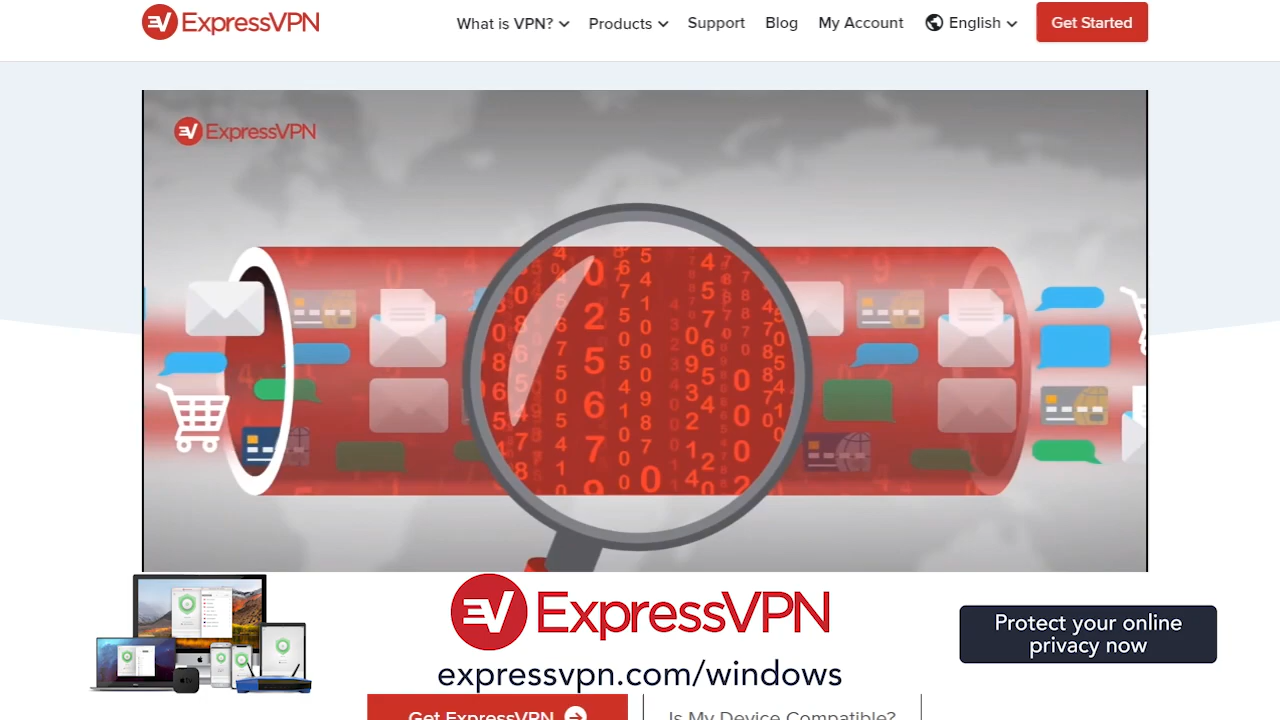 ExpressVPN
What is VPN?
Products
Support
Blog
My Account
English
Get Started
ExpressVPN
ExpressVPN
expressvpn.com/windows
Protect your online
privacy now
Get ExpressVPN
Is My Device Compatible?